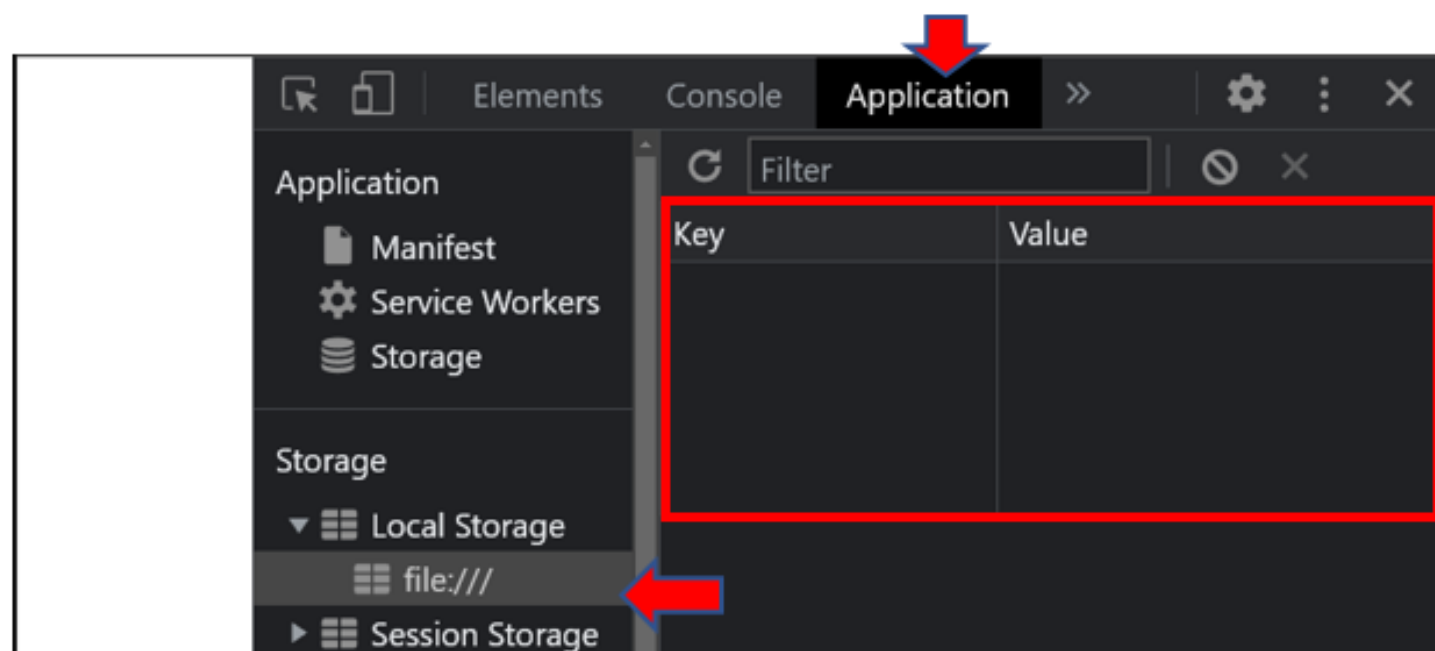 Elements Console Application »
Application
Manifest
Service Workers
Storage
Storage
Local Storage
file:///
Session Storage
Filter
Key Value